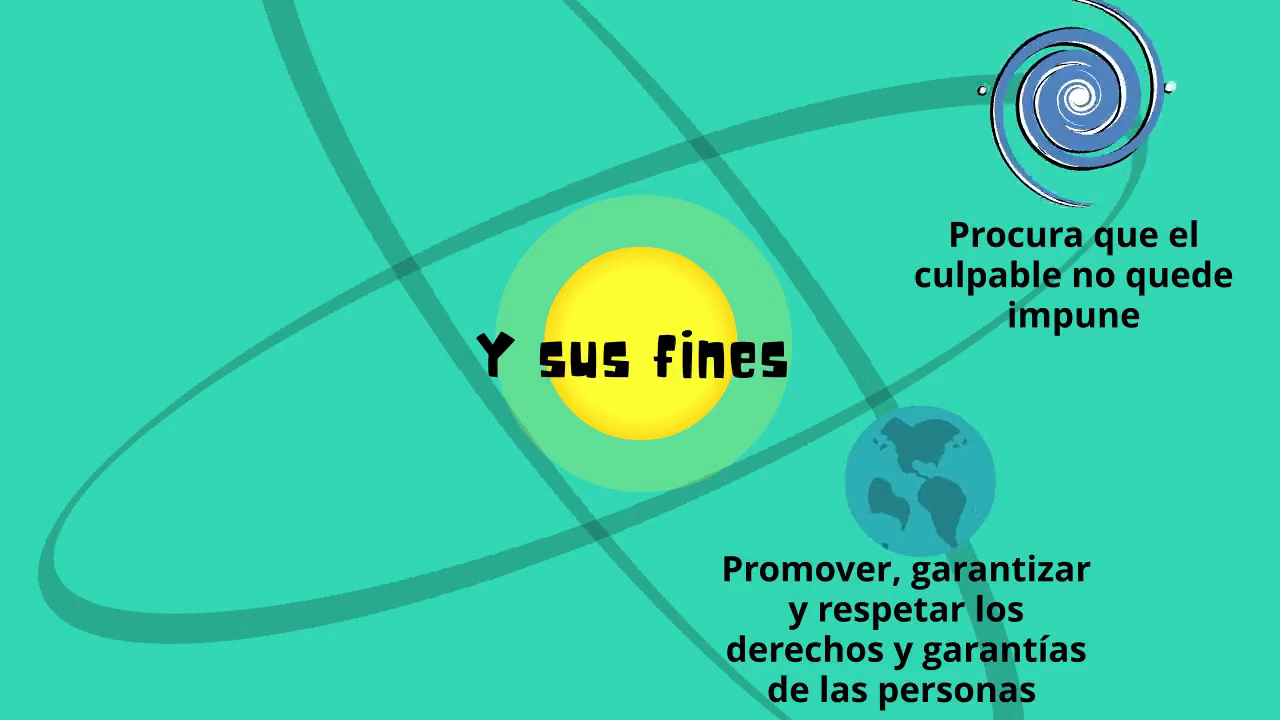 Procura que el
culpable no quede
impune
Y sus fines
Promover, garantizar
y respetar los
derechos y garantías
de las personas